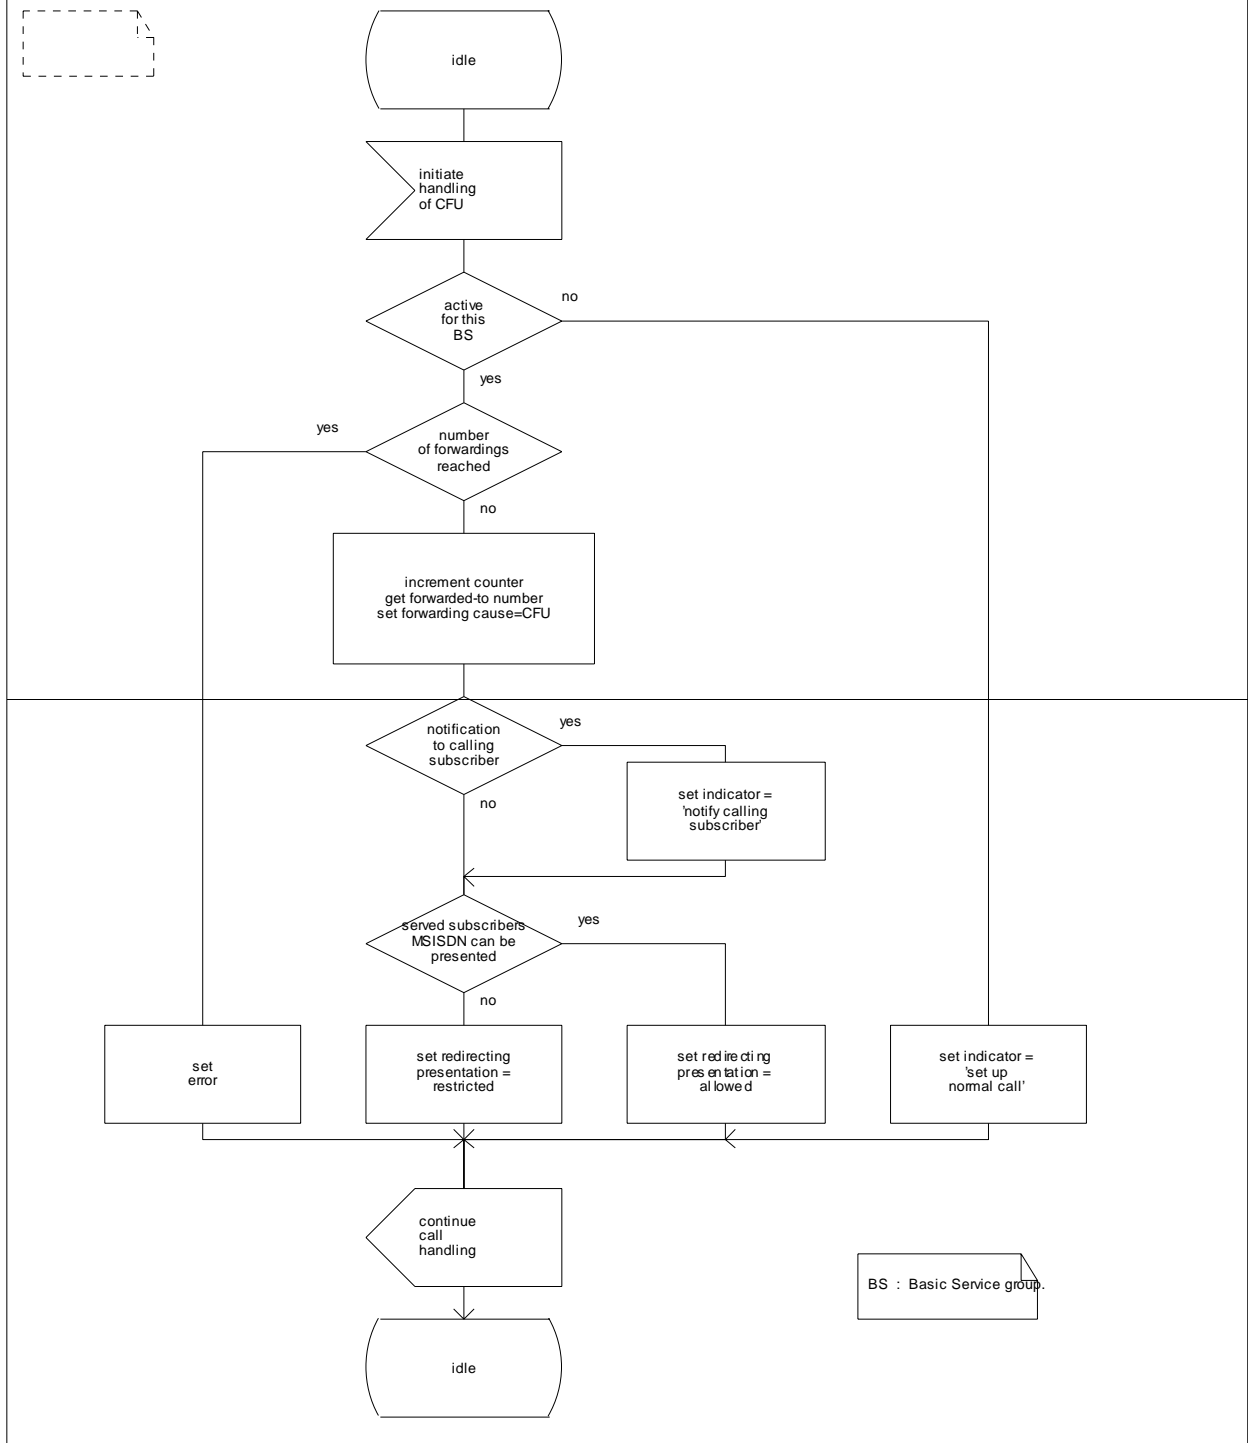 idle
initiate
handling
of CFU
active
for this
BS
no
yes
number
of forwardings
reached
yes
no
increment counter
get forwarded-to number
set forwarding cause=CFU
notification
to calling
subscriber
yes
no
set indicator =
'notify calling
subscriber'
served subscribers
MSISDN can be
presented
yes
no
set
error
set redirecting
presentation =
restricted
set redirecting
presentation =
allowed
set indicator =
'set up
normal call'
continue
call
handling
BS : Basic Service group.
idle